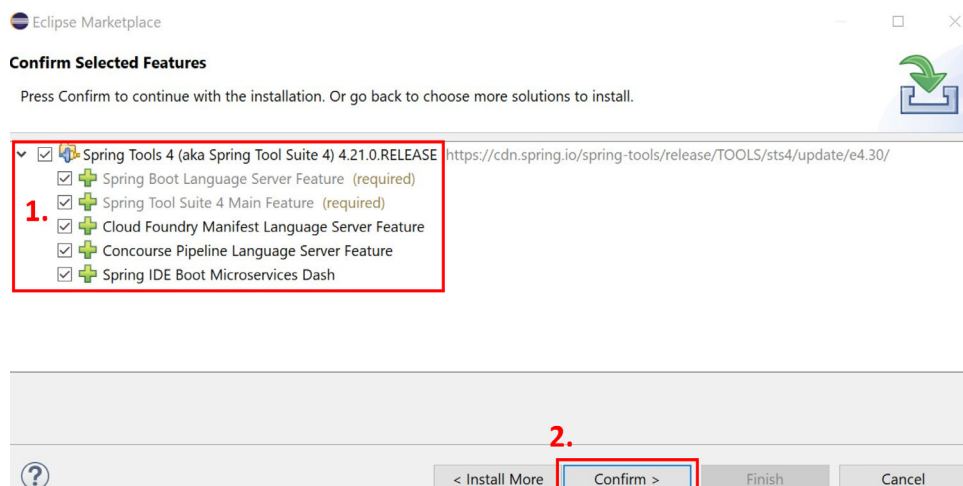 Eclipse Marketplace
Confirm Selected Features
Press Confirm to continue with the installation. Or go back to choose more solutions to install.
Spring Tools 4 (aka Spring Tool Suite 4) 4.21.0.RELEASE https://cdn.spring.io/spring-tools/release/TOOLS/sts4/update/e4.30/
Spring Boot Language Server Feature (required)
Spring Tool Suite 4 Main Feature (required)
1.
Cloud Foundry Manifest Language Server Feature
Concourse Pipeline Language Server Feature
Spring IDE Boot Microservices Dash
2.
? < Install More Confirm > Finish Cancel